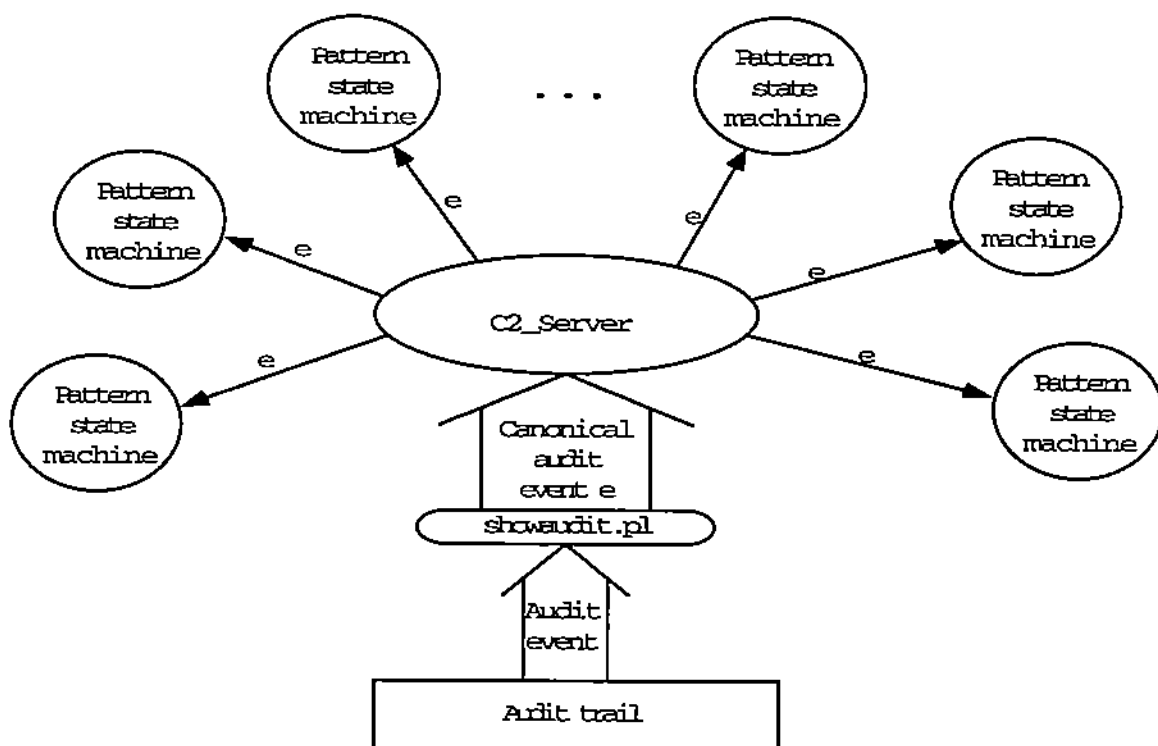 Pattern
state
machine
. . .
Pattern
state
machine
Pattern
state
machine
e
e
Pattern
state
machine
e
e
C2_Server
Pattern
state
machine
e
e
Pattern
state
machine
Canonical
audit
event e
showaudit.pl
Audit
event
Audit trail